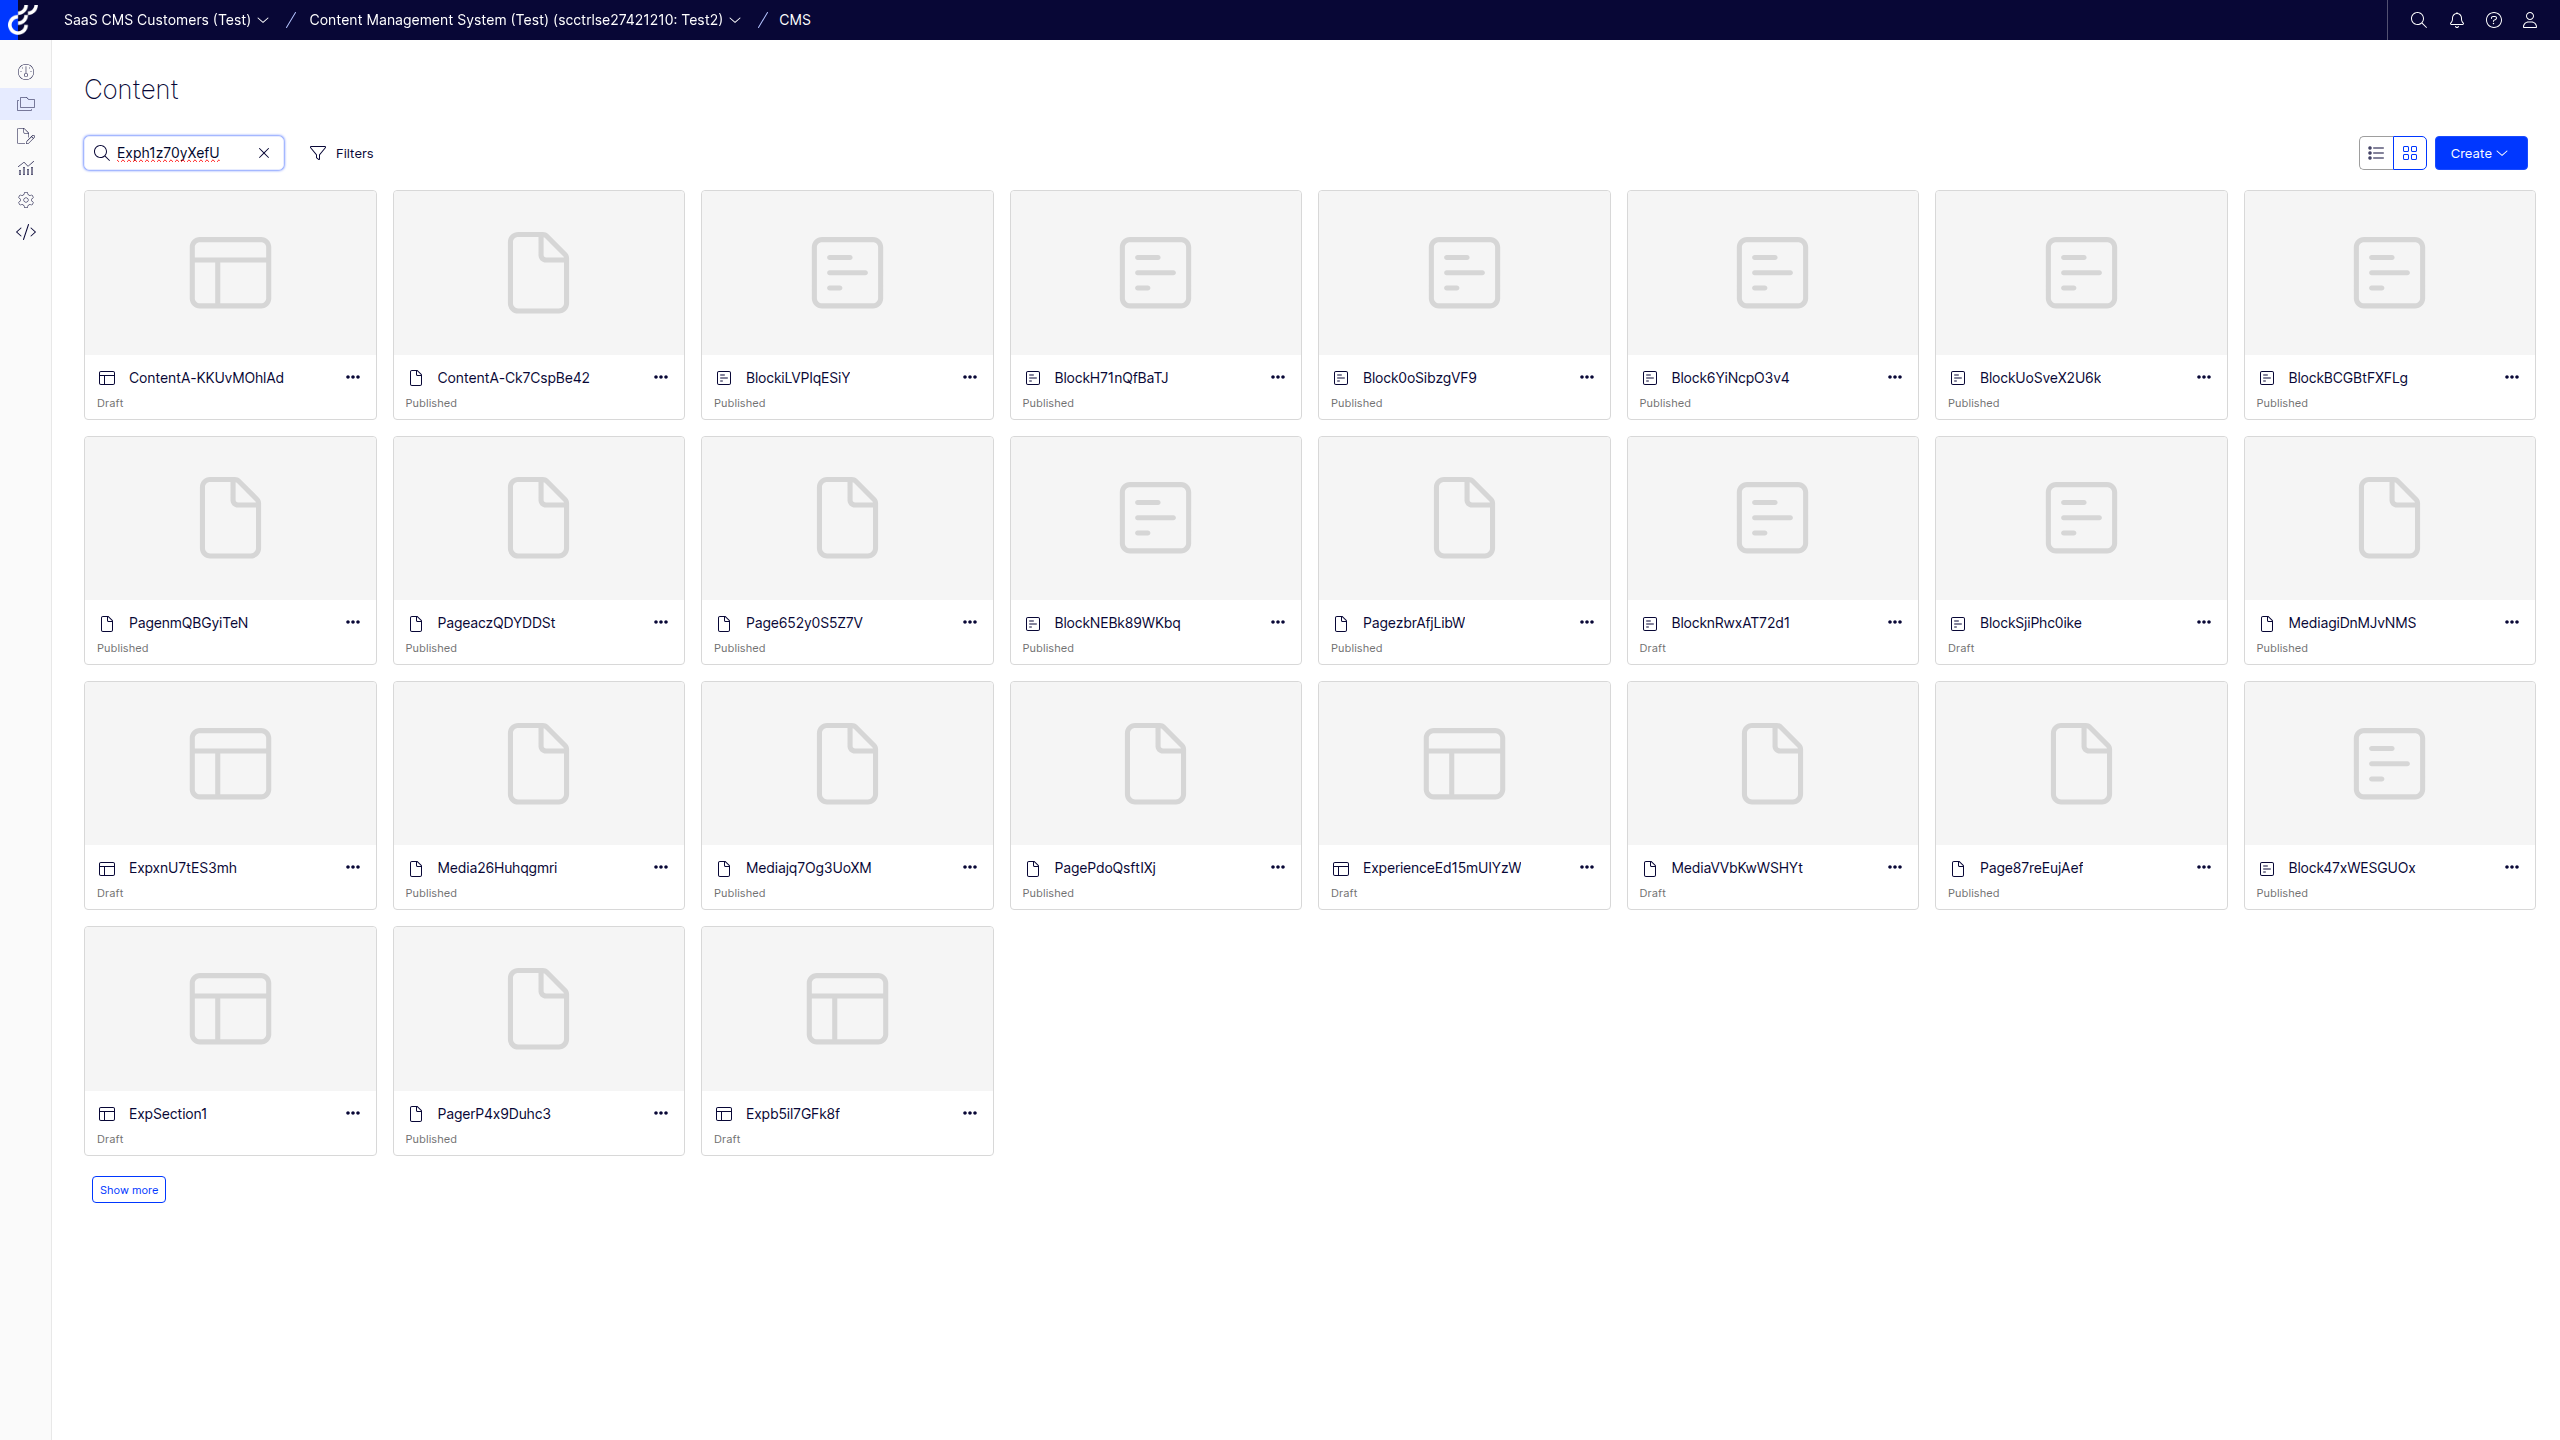 SaaS CMS Customers (Test) / Content Management System (Test) (scctrlse27421210: Test2) / CMS
Content
Exph1z70yXefU Filters Create
ContentA-KKUvMOhlAd ContentA-Ck7CspBe42 BlockiLVPlqESiY BlockH71nQfBaTJ Block0oSibzgVF9 Block6YiNcpO3v4 BlockUoSveX2U6k BlockBCGBtFXFLg
Draft Published Published Published Published Published Published Published
PagenmQBGyiTeN PageaczQDYDDSt Page652y0S5Z7V BlockNEBk89WKbq PagezbrAfjLibW BlocknRwxAT72d1 BlockSjiPhc0ike MediagiDnMJvNMS
Published Published Published Published Published Draft Draft Published
ExpxnU7tES3mh Media26Huhqgmri Mediajq7Og3UoXM PagePdoQsftlXj ExperienceEd15mUlYzW MediaVVbKwWSHYt Page87reEujAef Block47xWESGUOx
Draft Published Published Published Draft Draft Published Published
ExpSection1 PagerP4x9Duhc3 Expb5il7GFk8f
Draft Published Draft
Show more